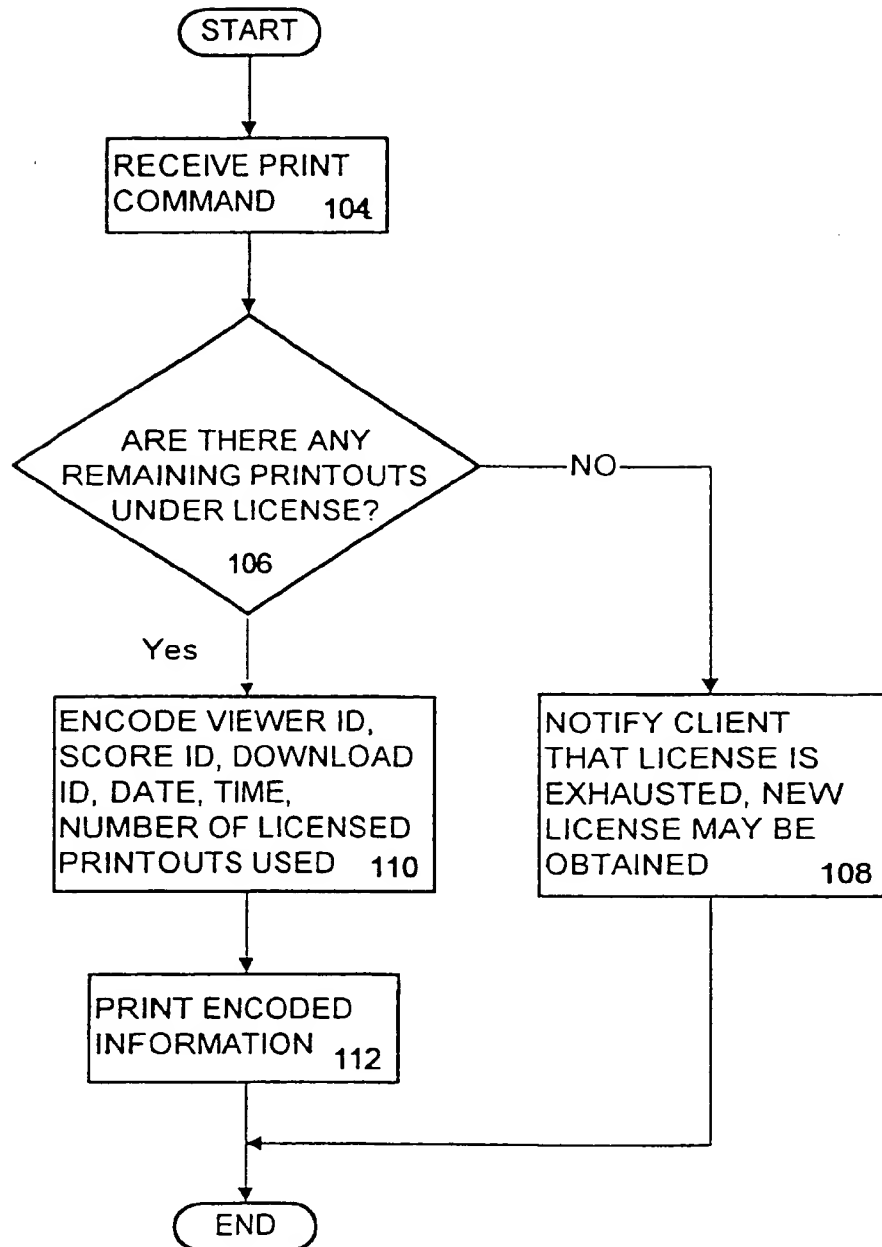 START
RECEIVE PRINT
COMMAND 104
ARE THERE ANY
REMAINING PRINTOUTS
UNDER LICENSE?
106
NO
Yes
ENCODE VIEWER ID,
SCORE ID, DOWNLOAD
ID, DATE, TIME,
NUMBER OF LICENSED
PRINTOUTS USED 110
NOTIFY CLIENT
THAT LICENSE IS
EXHAUSTED, NEW
LICENSE MAY BE
OBTAINED 108
PRINT ENCODED
INFORMATION 112
END